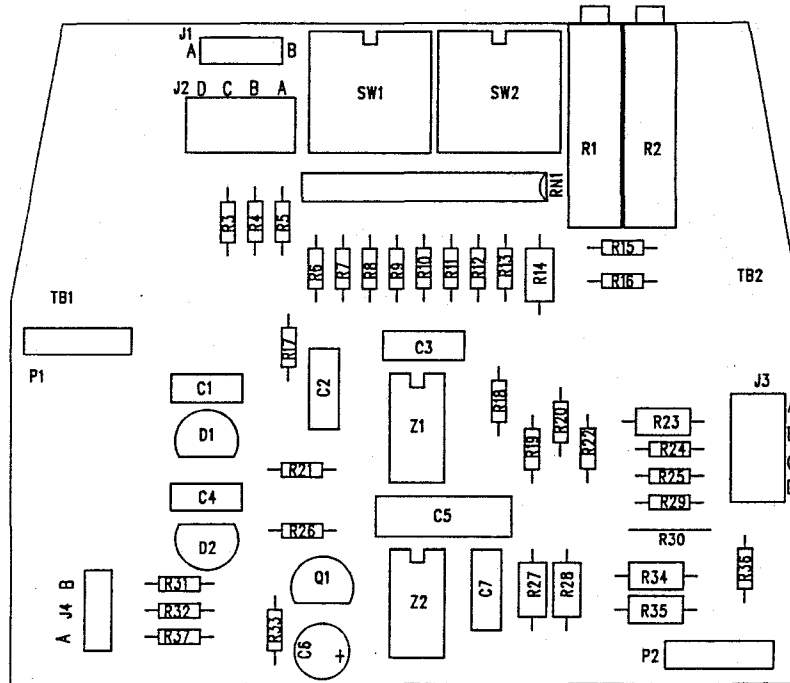 J1
A B
J2 D C B A
SW1 SW2
R1 R2
RN1
R3 R4 R5
R6 R7 R8 R9 R10 R11 R12 R13 R14
R15
R16
TB1 TB2
P1
R17
C3
C2
C1
J3
Z1
R18
R20
R19 R22
R23
R24
R25
R29
D1
R21
C4
C5
D2
R26
R30
R36
Q1
Z2
C7
R27 R28
R34
R35
B
J4
A
R31
R32
R37
R33
C6 +
P2
A
B
C
D